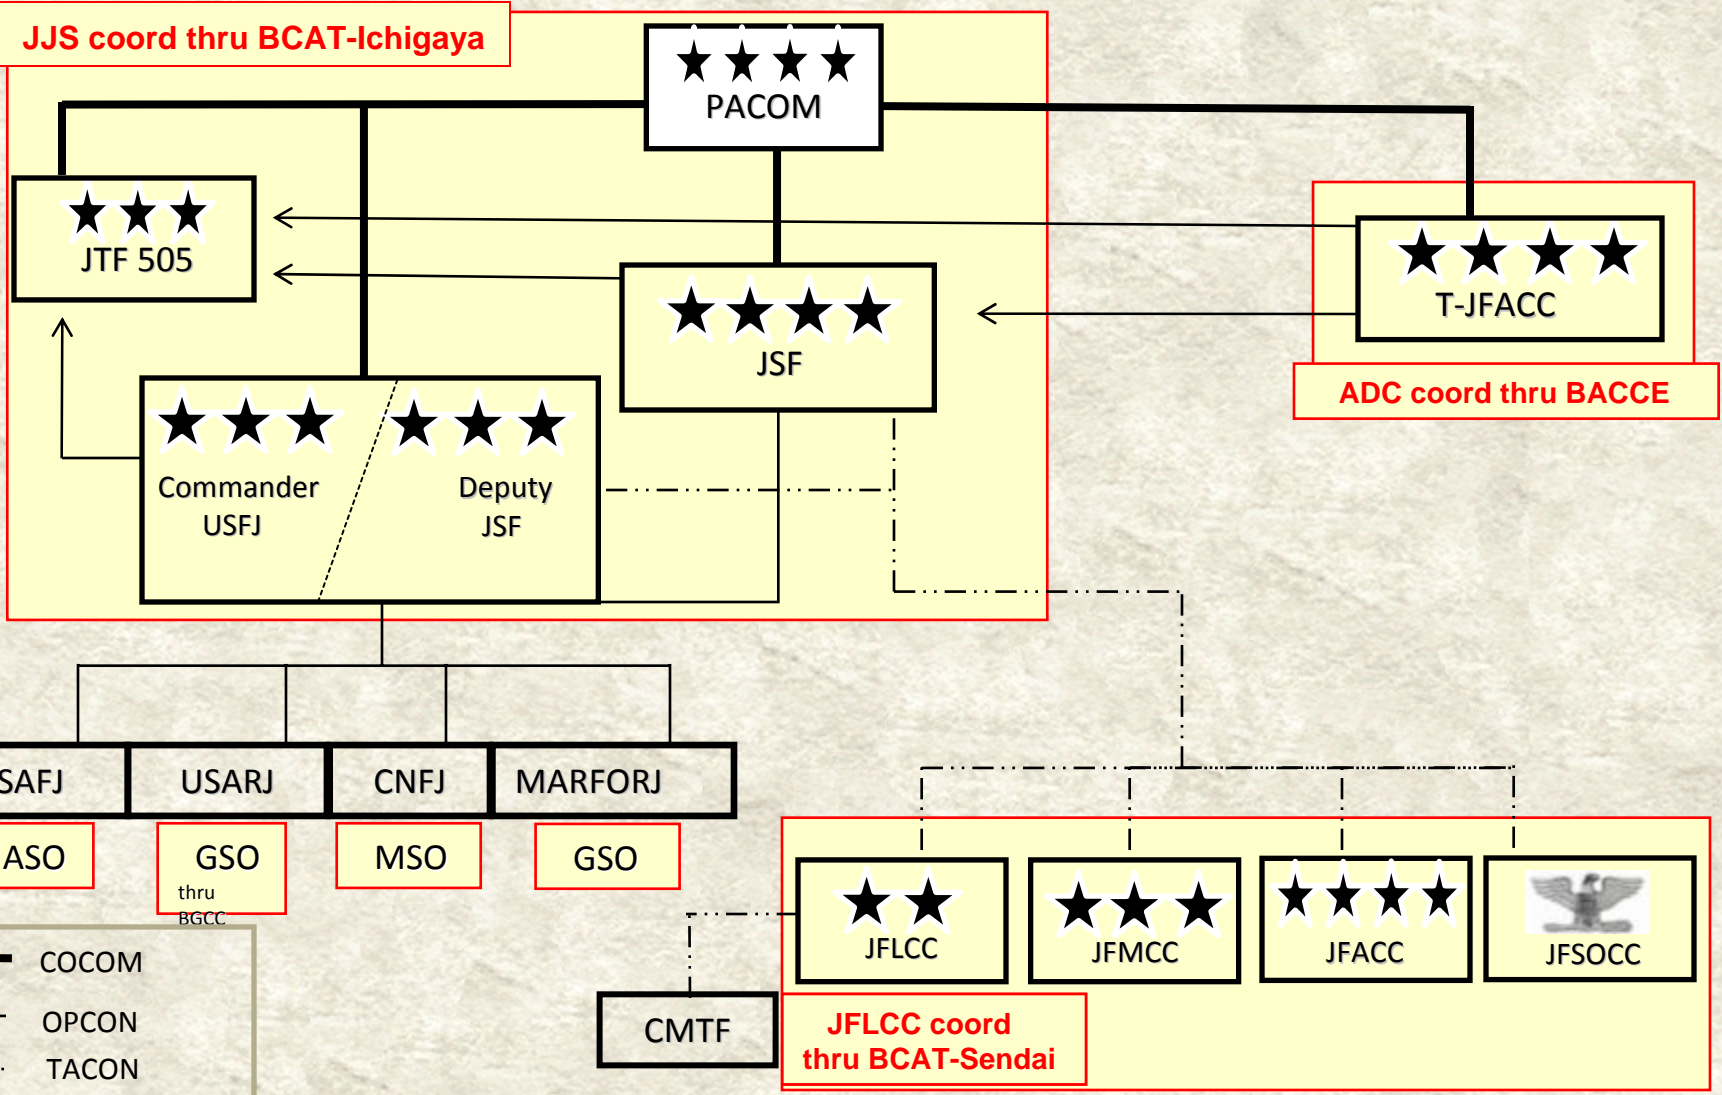 JJS coord thru BCAT-Ichigaya
PACOM
JTF 505
T-JFACC
JSF
ADC coord thru BACCE
Commander
USFJ
Deputy
JSF
SAFJ
USARJ
CNFJ
MARFORJ
ASO
GSO
thru
BGCC
MSO
GSO
JFLCC
JFMCC
JFACC
JFSOCC
COCOM
OPCON
TACON
CMTF
JFLCC coord
thru BCAT-Sendai